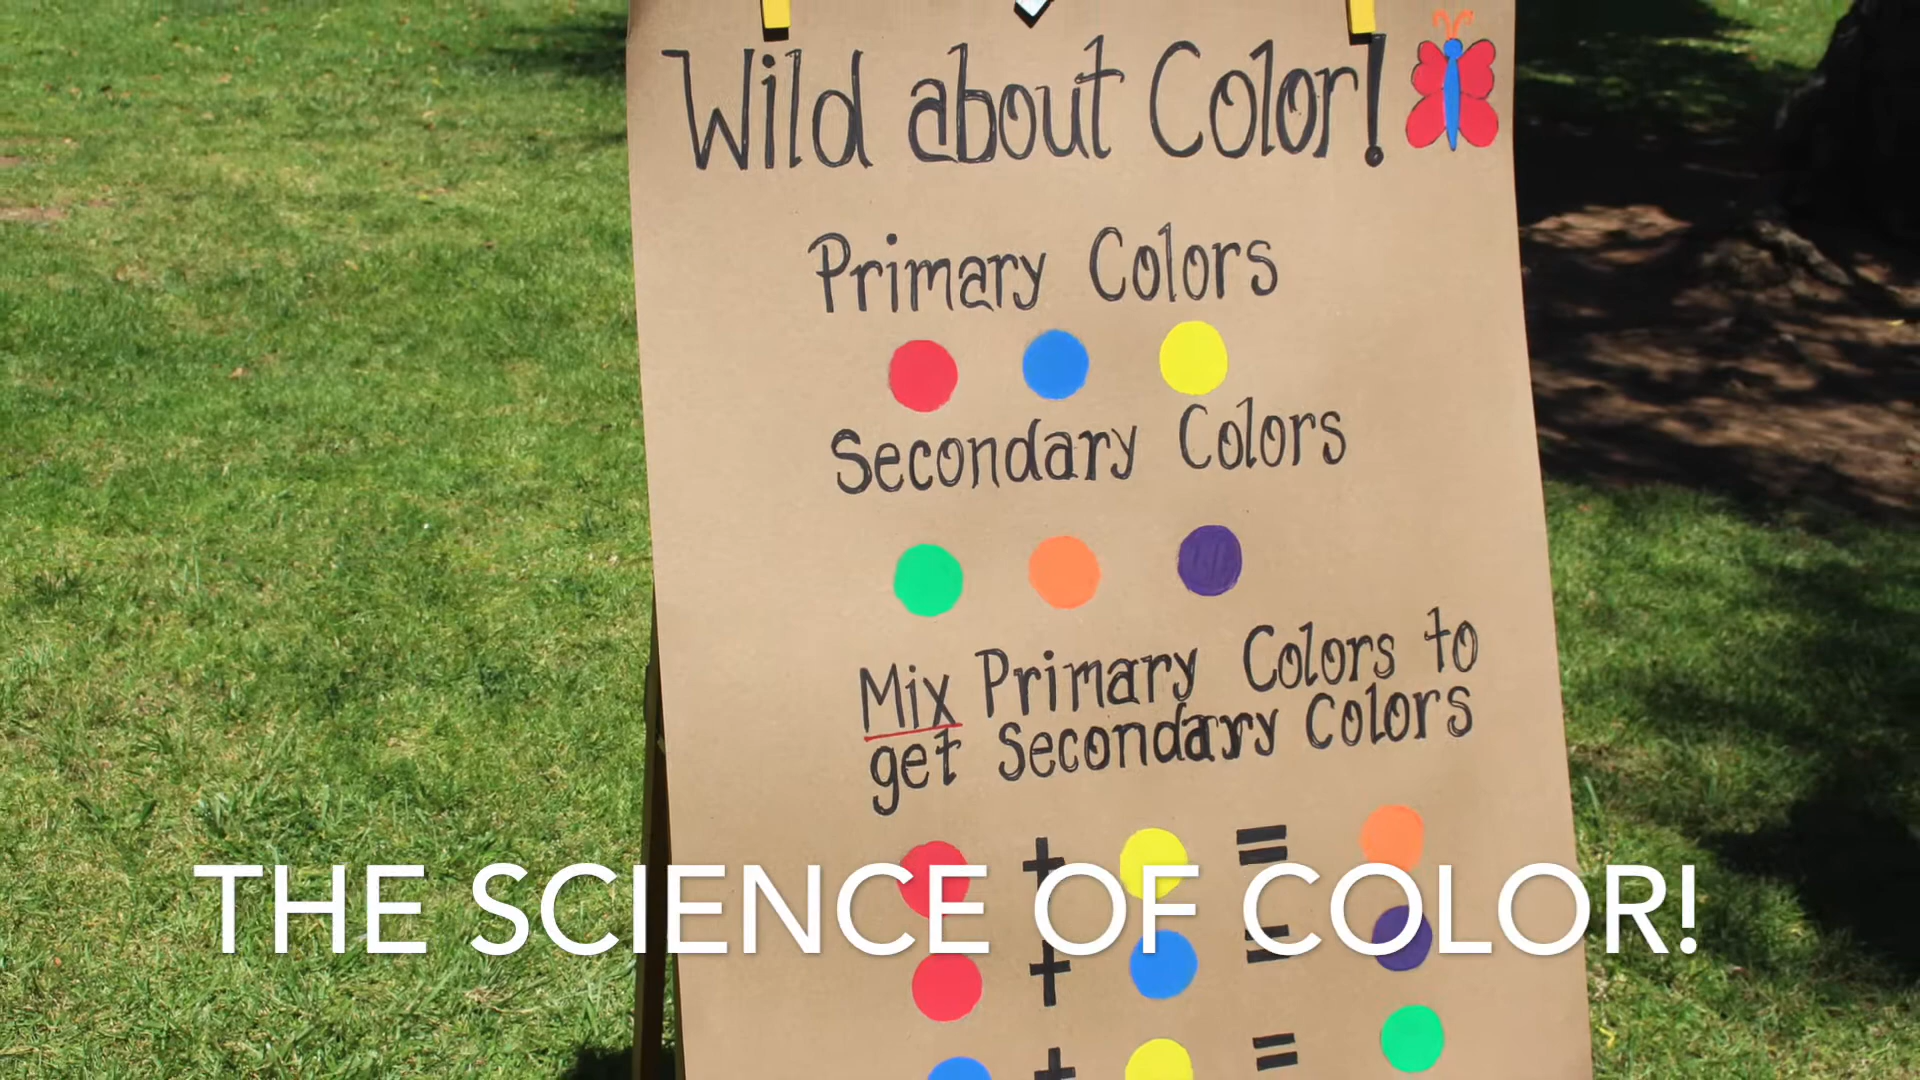 Wild about Color!
Primary Colors
Secondary Colors
Mix Primary Colors to
get Secondary Colors
+ =
THE SCIENCE OF COLOR!
+ =
+ =